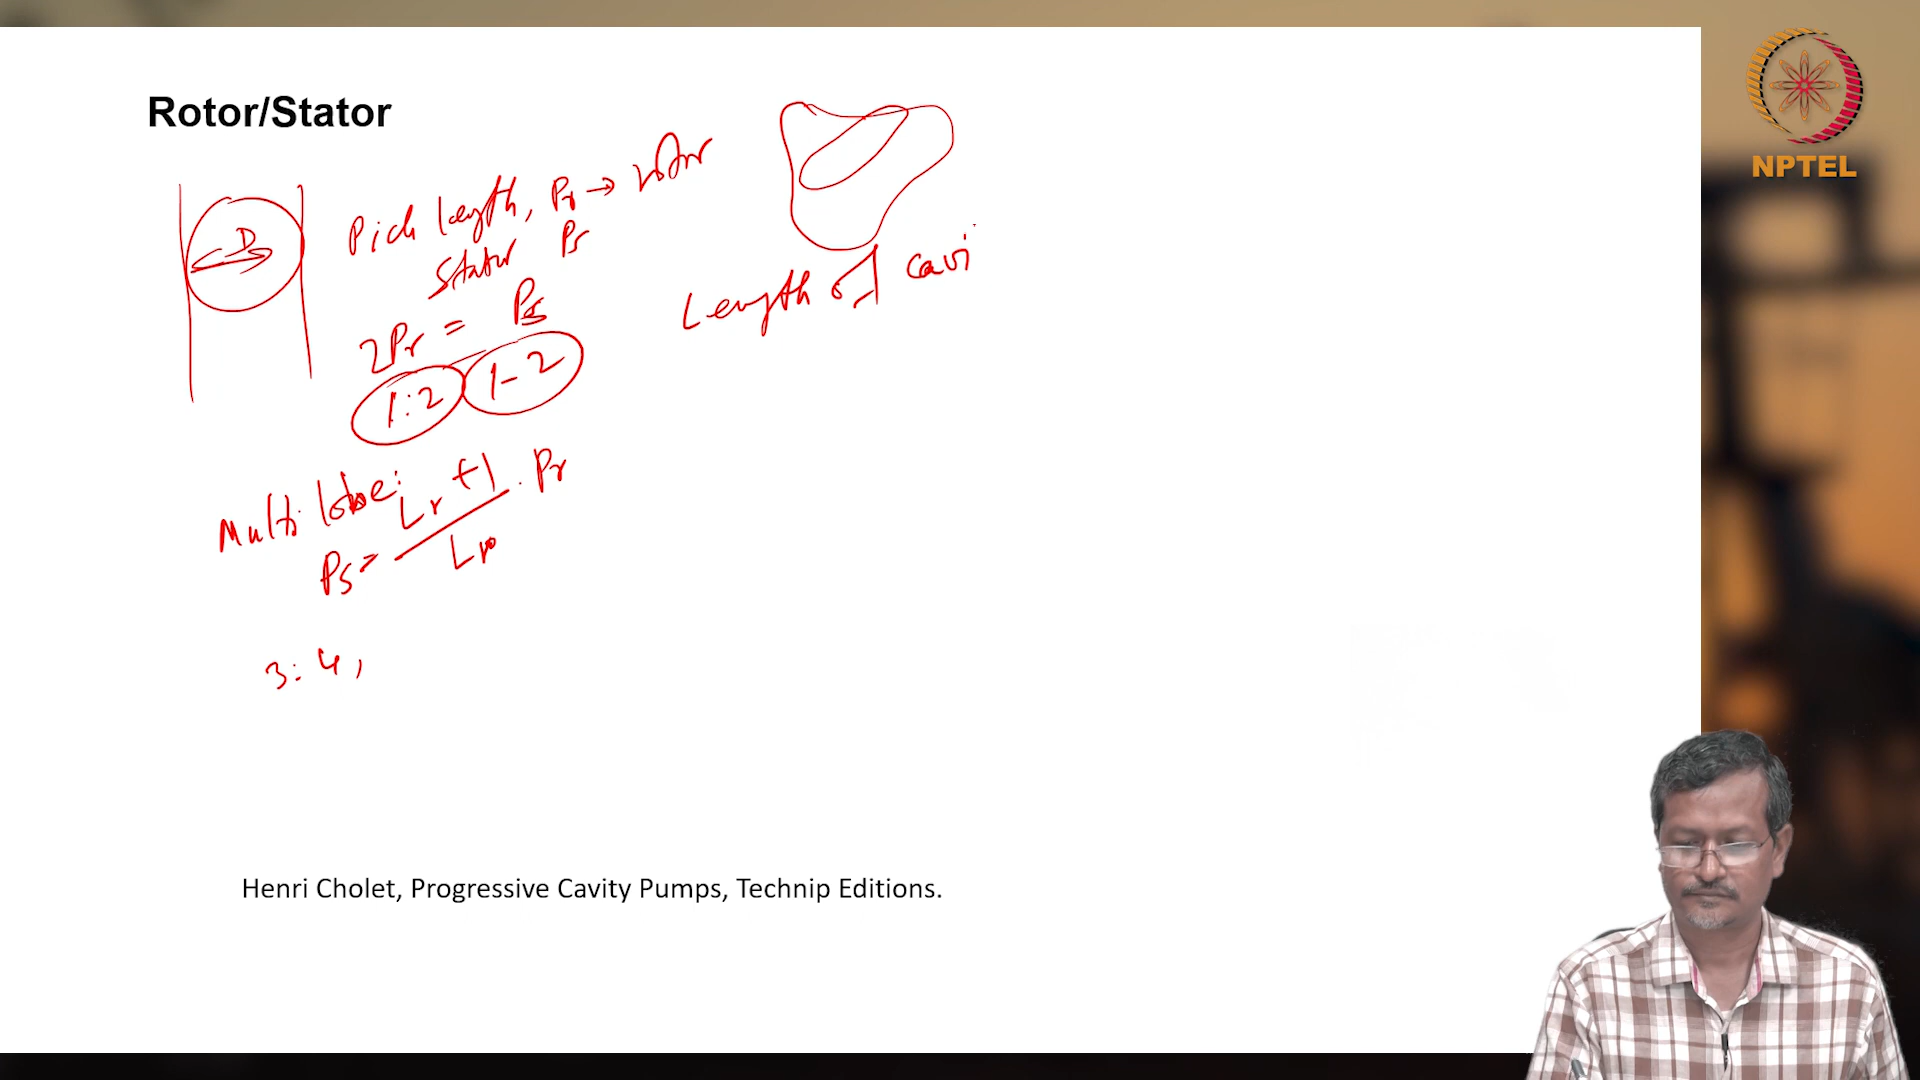 Rotor/Stator
D
Pich length, Pr → rotor
Stator Ps
2Pr = Ps
1:2 1-2
Multi lobe:
Ps = Lr + 1 / Lr . Pr
3:4,
Length of cavi
Henri Cholet, Progressive Cavity Pumps, Technip Editions.
NPTEL